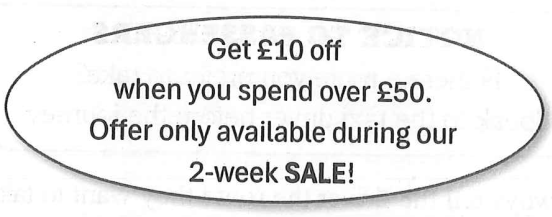 Get £10 off
when you spend over £50.
Offer only available during our
2-week SALE!